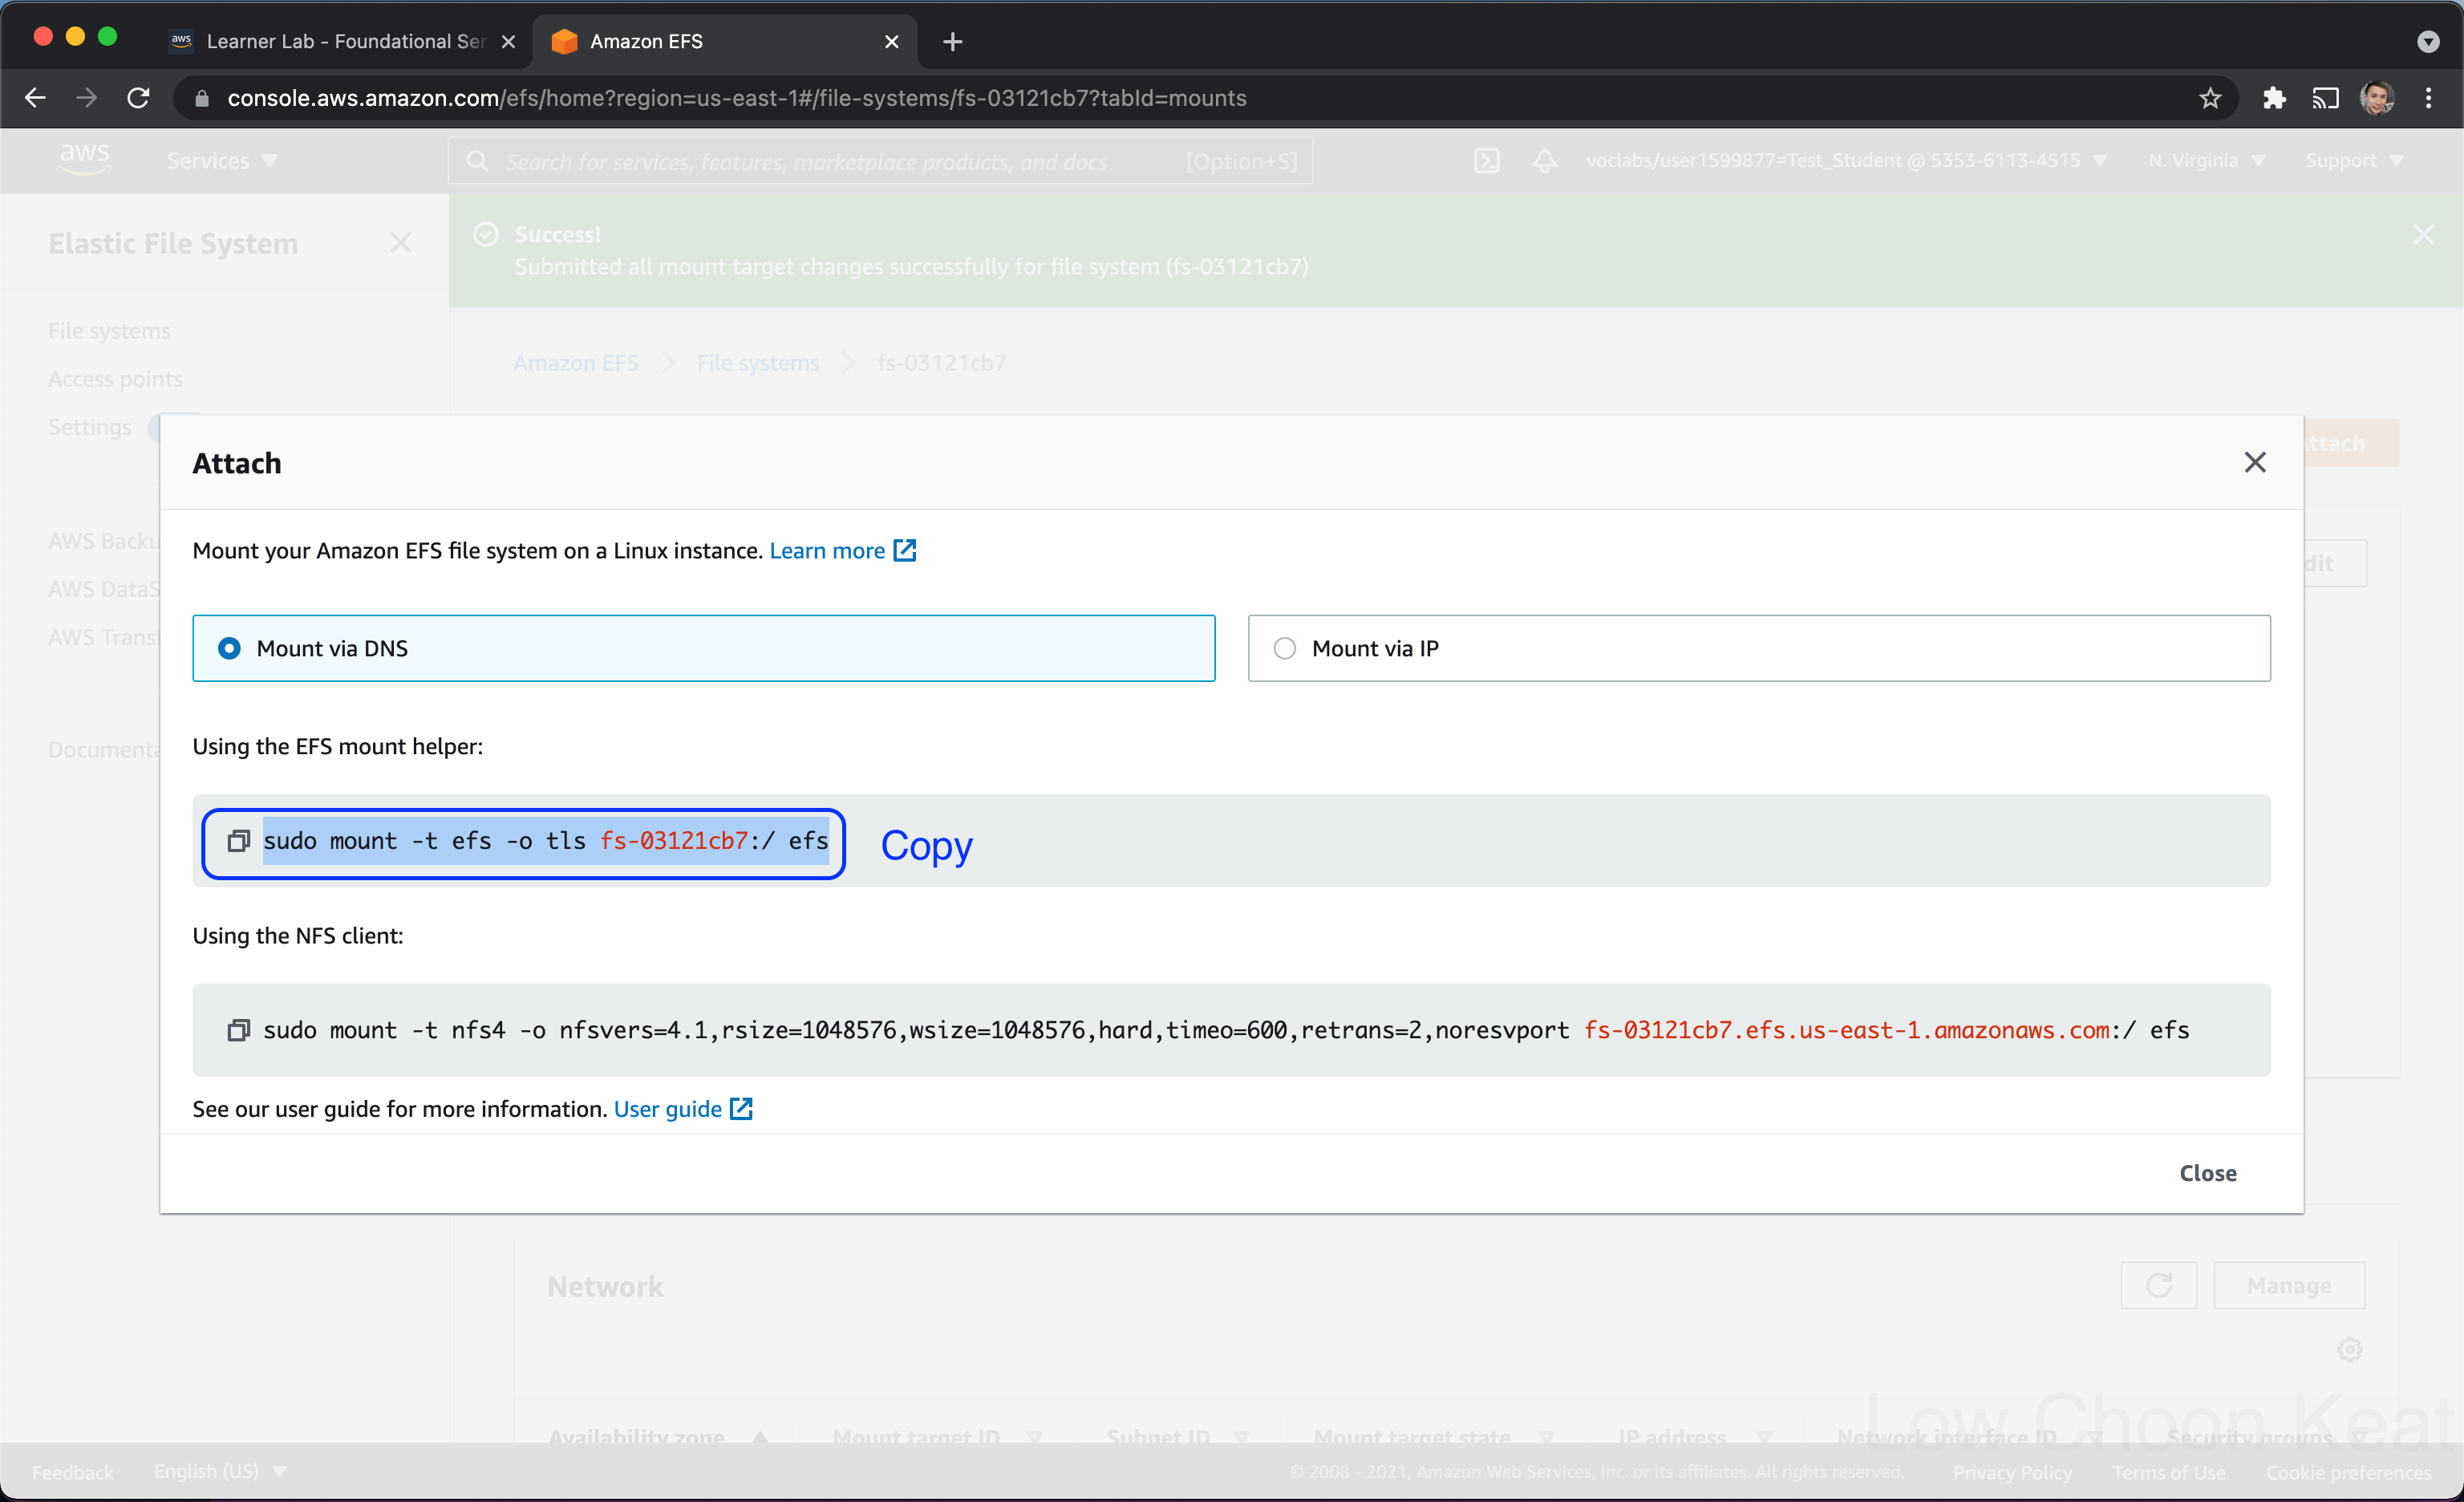 aws Learner Lab - Foundational Ser
Amazon EFS
console.aws.amazon.com/efs/home?region=us-east-1#/file-systems/fs-03121cb7?tabId=mounts
aws Services Search for services, features, marketplace products, and docs [Option+S] voclabs/user1599877=Test_Student @ 5353-6113-4515 N. Virginia Support
Elastic File System
Success!
Submitted all mount target changes successfully for file system (fs-03121cb7)
File systems
Access points
Settings
Amazon EFS File systems fs-03121cb7
Attach
AWS Backu
AWS DataS
AWS Transf
Documenta
ttach
dit
Mount your Amazon EFS file system on a Linux instance. Learn more
Mount via DNS
Mount via IP
Using the EFS mount helper:
sudo mount -t efs -o tls fs-03121cb7:/ efs
Copy
Using the NFS client:
sudo mount -t nfs4 -o nfsvers=4.1,rsize=1048576,wsize=1048576,hard,timeo=600,retrans=2,noresvport fs-03121cb7.efs.us-east-1.amazonaws.com:/ efs
See our user guide for more information. User guide
Close
Network
Manage
Availability zone Mount target ID Subnet ID Mount target state IP address Network interface ID Security groups
Low Choon Keat
Feedback English (US) © 2008 - 2021, Amazon Web Services, Inc. or its affiliates. All rights reserved. Privacy Policy Terms of Use Cookie preferences